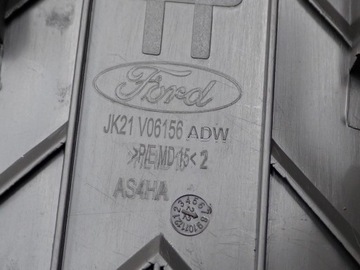 Ford
JK21 V06156 ADW
>P/E MD15<2
AS4HA